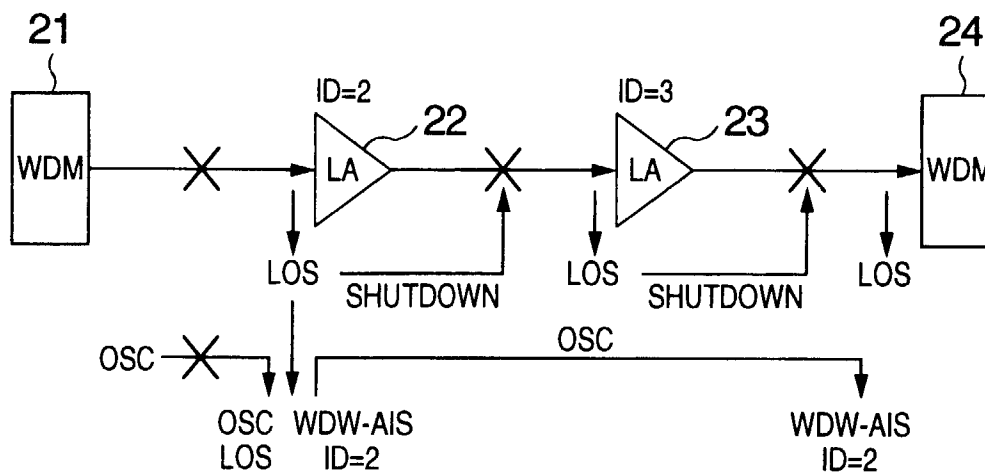 21
24
ID=2
22
ID=3
23
WDM
LA
LA
WDM
LOS
SHUTDOWN
LOS
SHUTDOWN
LOS
OSC
OSC
OSC
LOS
WDW-AIS
ID=2
WDW-AIS
ID=2